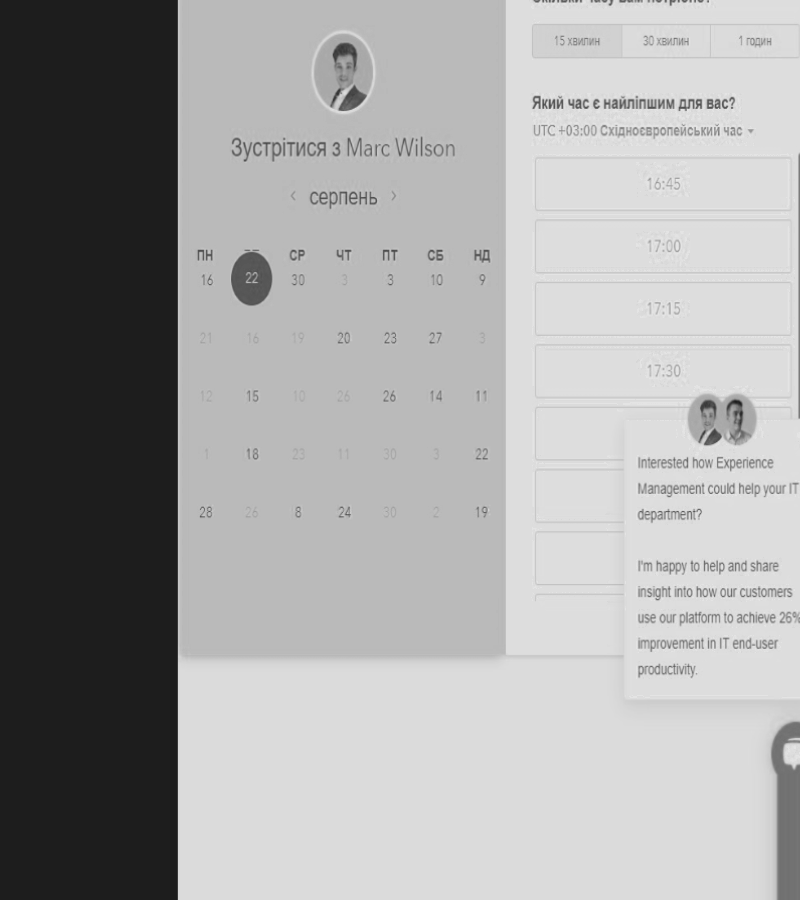 Зустрітися з Marc Wilson
серпень
ПН СР ЧТ ПТ СБ НД
16 22 30 3 3 10 9
21 16 19 20 23 27 3
12 15 10 26 26 14 11
1 18 23 11 30 3 22
28 26 8 24 30 2 19
Скільки часу вам потрібно?
15 хвилин 30 хвилин 1 годин
Який час є найліпшим для вас?
UTC +03:00 Східноєвропейський час
16:45
17:00
17:15
17:30
Interested how Experience
Management could help your IT
department?
I'm happy to help and share
insight into how our customers
use our platform to achieve 26%
improvement in IT end-user
productivity.